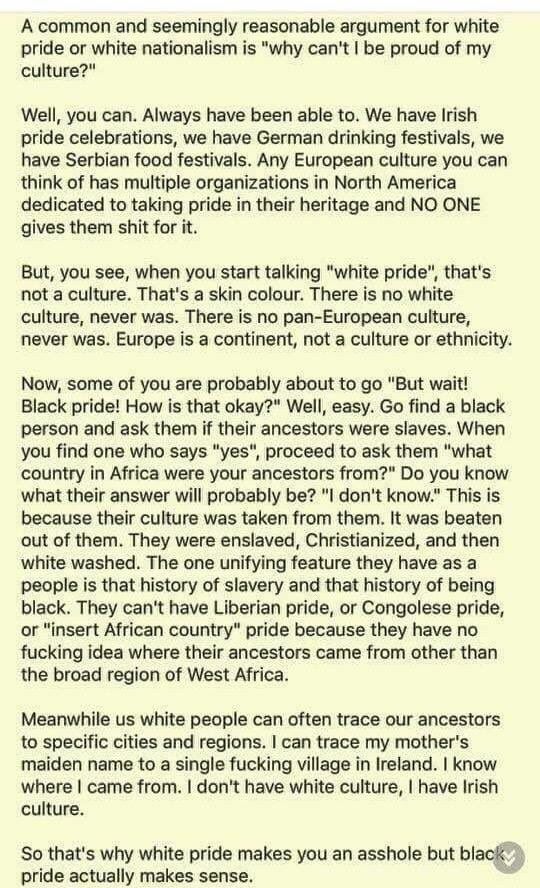 A common and seemingly reasonable argument for white
pride or white nationalism is "why can't I be proud of my
culture?"
Well, you can. Always have been able to. We have Irish
pride celebrations, we have German drinking festivals, we
have Serbian food festivals. Any European culture you can
think of has multiple organizations in North America
dedicated to taking pride in their heritage and NO ONE
gives them shit for it.
But, you see, when you start talking "white pride", that's
not a culture. That's a skin colour. There is no white
culture, never was. There is no pan-European culture,
never was. Europe is a continent, not a culture or ethnicity.
Now, some of you are probably about to go "But wait!
Black pride! How is that okay?" Well, easy. Go find a black
person and ask them if their ancestors were slaves. When
you find one who says "yes", proceed to ask them "what
country in Africa were your ancestors from?" Do you know
what their answer will probably be? "I don't know." This is
because their culture was taken from them. It was beaten
out of them. They were enslaved, Christianized, and then
white washed. The one unifying feature they have as a
people is that history of slavery and that history of being
black. They can't have Liberian pride, or Congolese pride,
or "insert African country" pride because they have no
fucking idea where their ancestors came from other than
the broad region of West Africa.
Meanwhile us white people can often trace our ancestors
to specific cities and regions. I can trace my mother's
maiden name to a single fucking village in Ireland. I know
where I came from. I don't have white culture, I have Irish
culture.
So that's why white pride makes you an asshole but black
pride actually makes sense.